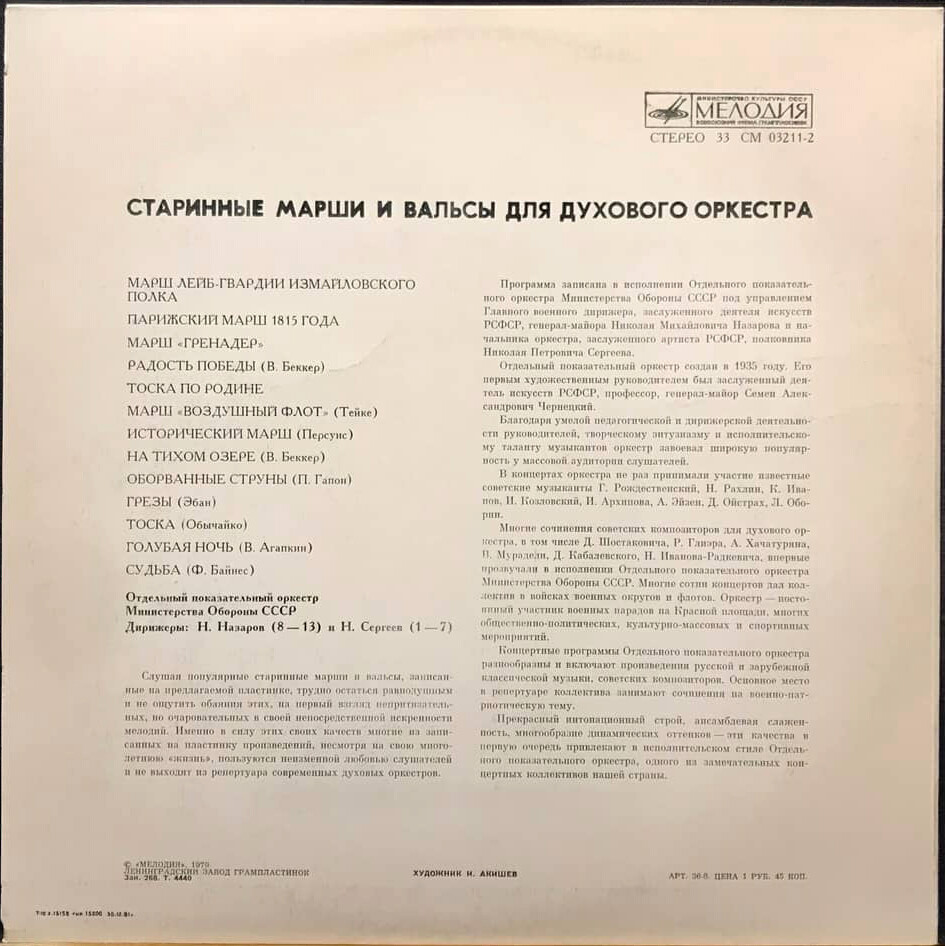 МИНИСТЕРСТВО КУЛЬТУРЫ СССР
МЕЛОДИЯ
ВСЕСОЮЗНАЯ ФИРМА ГРАМПЛАСТИНОК
СТЕРЕО 33 СМ 03211-2
СТАРИННЫЕ МАРШИ И ВАЛЬСЫ ДЛЯ ДУХОВОГО ОРКЕСТРА
МАРШ ЛЕЙБ-ГВАРДИИ ИЗМАЙЛОВСКОГО
ПОЛКА
ПАРИЖСКИЙ МАРШ 1815 ГОДА
МАРШ «ГРЕНАДЕР»
РАДОСТЬ ПОБЕДЫ (В. Беккер)
ТОСКА ПО РОДИНЕ
МАРШ «ВОЗДУШНЫЙ ФЛОТ» (Тейке)
ИСТОРИЧЕСКИЙ МАРШ (Персуис)
НА ТИХОМ ОЗЕРЕ (В. Беккер)
ОБОРВАННЫЕ СТРУНЫ (П. Гапон)
ГРЕЗЫ (Эбан)
ТОСКА (Обычайко)
ГОЛУБАЯ НОЧЬ (В. Агапкин)
СУДЬБА (Ф. Байнес)
Отдельный показательный оркестр
Министерства Обороны СССР
Дирижеры: Н. Назаров (8—13) и Н. Сергеев (1—7)
Слушая популярные старинные марши и вальсы, записан-
ные на предлагаемой пластинке, трудно остаться равнодушным
и не ощутить обаяния этих, на первый взгляд непритязатель-
ных, но очаровательных в своей непосредственной искренности
мелодий. Именно в силу этих своих качеств многие из запи-
санных на пластинку произведений, несмотря на свою много-
летнюю «жизнь», пользуются неизменной любовью слушателей
и не выходят из репертуара современных духовых оркестров.
Программа записана в исполнении Отдельного показатель-
ного оркестра Министерства Обороны СССР под управлением
Главного военного дирижера, заслуженного деятеля искусств
РСФСР, генерал-майора Николая Михайловича Назарова и на-
чальника оркестра, заслуженного артиста РСФСР, полковника
Николая Петровича Сергеева.
Отдельный показательный оркестр создан в 1935 году. Его
первым художественным руководителем был заслуженный дея-
тель искусств РСФСР, профессор, генерал-майор Семен Алек-
сандрович Чернецкий.
Благодаря умелой педагогической и дирижерской деятельно-
сти руководителей, творческому энтузиазму и исполнительско-
му таланту музыкантов оркестр завоевал широкую популяр-
ность у массовой аудитории слушателей.
В концертах оркестра не раз принимали участие известные
советские музыканты Г. Рождественский, Н. Рахлин, К. Ива-
нов, И. Козловский, И. Архипова, А. Эйзен, Д. Ойстрах, Л. Обо-
рин.
Многие сочинения советских композиторов для духового ор-
кестра, в том числе Д. Шостаковича, Р. Глиэра, А. Хачатуряна,
В. Мурадели, Д. Кабалевского, Н. Иванова-Радкевича, впервые
прозвучали в исполнении Отдельного показательного оркестра
Министерства Обороны СССР. Многие сотни концертов дал кол-
лектив в войсках военных округов и флотов. Оркестр — посто-
янный участник военных парадов на Красной площади, многих
общественно-политических, культурно-массовых и спортивных
мероприятий.
Концертные программы Отдельного показательного оркестра
разнообразны и включают произведения русской и зарубежной
классической музыки, советских композиторов. Основное место
в репертуаре коллектива занимают сочинения на военно-пат-
риотическую тему.
Прекрасный интонационный строй, ансамблевая слажен-
ность, многообразие динамических оттенков — эти качества в
первую очередь привлекают в исполнительском стиле Отдель-
ного показательного оркестра, одного из замечательных кон-
цертных коллективов нашей страны.
© «МЕЛОДИЯ», 1979
ЛЕНИНГРАДСКИЙ ЗАВОД ГРАМПЛАСТИНОК
Зак. 268. Т. 4440
ХУДОЖНИК И. АКИШЕВ
АРТ. 36-8. ЦЕНА 1 РУБ. 45 КОП.